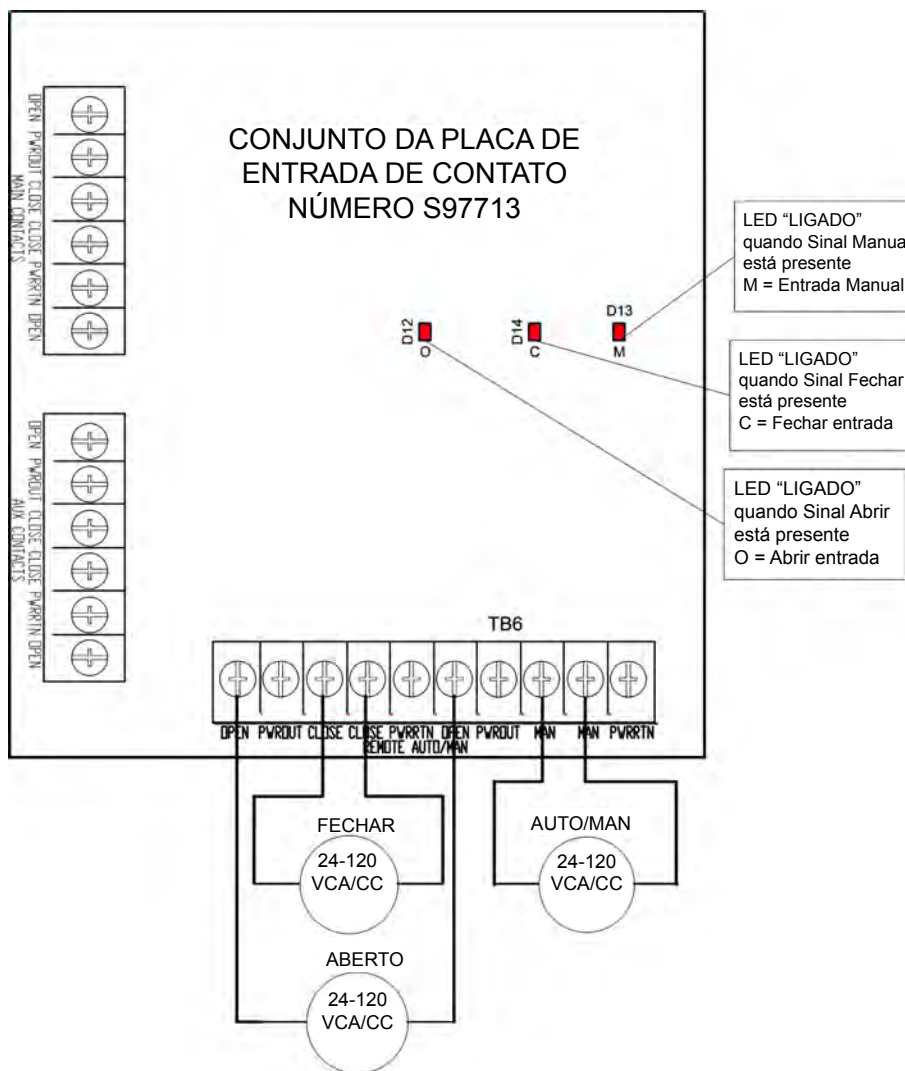 CONJUNTO DA PLACA DE
ENTRADA DE CONTATO
NÚMERO S97713
OPEN PWROUT CLOSE CLOSE PWRRTN OPEN
MAIN CONTACTS
OPEN PWROUT CLOSE CLOSE PWRRTN OPEN
AUX CONTACTS
D12
O
D14
C
D13
M
LED “LIGADO”
quando Sinal Manua
está presente
M = Entrada Manual
LED “LIGADO”
quando Sinal Fechar
está presente
C = Fechar entrada
LED “LIGADO”
quando Sinal Abrir
está presente
O = Abrir entrada
TB6
OPEN PWROUT CLOSE CLOSE PWRRTN OPEN PWROUT MAN MAN PWRRTN
REMOTE AUTO/MAN
FECHAR
24-120
VCA/CC
AUTO/MAN
24-120
VCA/CC
ABERTO
24-120
VCA/CC